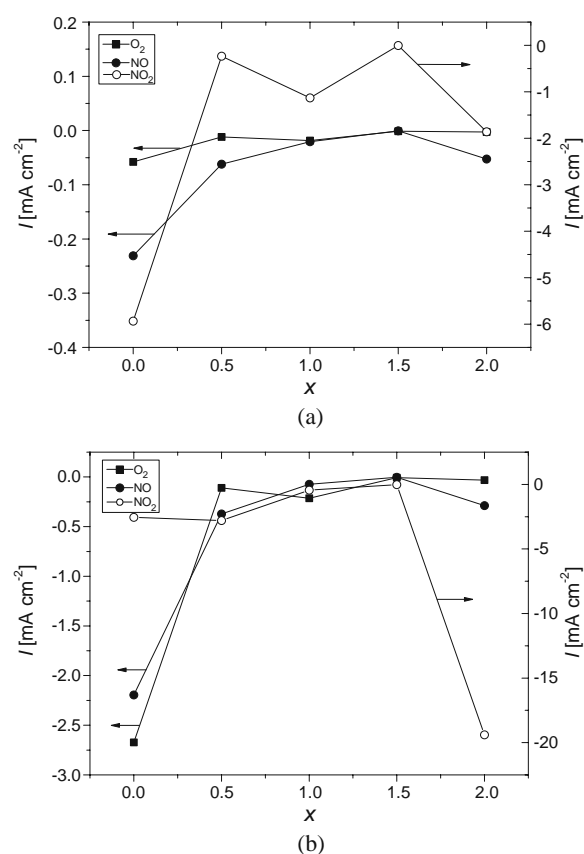 0.2
0.1
0.0
-0.1
-0.2
-0.3
-0.4
I [mA cm⁻²]
O₂
NO
NO₂
0
-1
-2
-3
-4
-5
-6
I [mA cm⁻²]
0.0 0.5 1.0 1.5 2.0
x
(a)
0.0
-0.5
-1.0
-1.5
-2.0
-2.5
-3.0
I [mA cm⁻²]
O₂
NO
NO₂
0
-5
-10
-15
-20
I [mA cm⁻²]
0.0 0.5 1.0 1.5 2.0
x
(b)